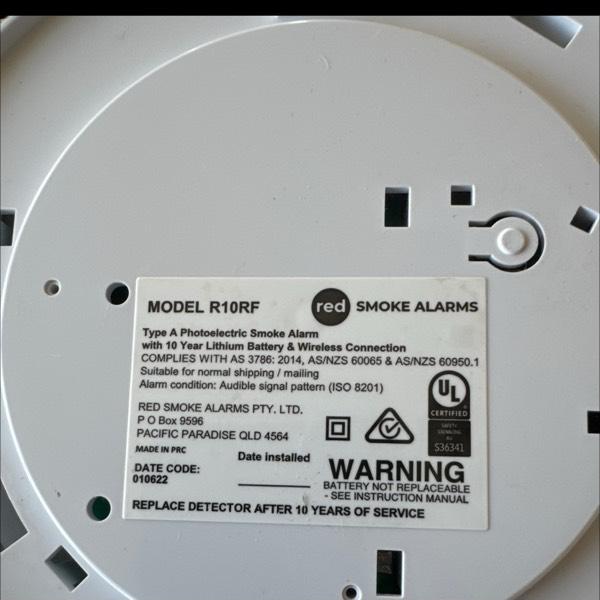 MODEL R10RF
red SMOKE ALARMS
Type A Photoelectric Smoke Alarm
with 10 Year Lithium Battery & Wireless Connection
COMPLIES WITH AS 3786: 2014, AS/NZS 60065 & AS/NZS 60950.1
Suitable for normal shipping / mailing
Alarm condition: Audible signal pattern (ISO 8201)
RED SMOKE ALARMS PTY. LTD.
P O Box 9596
PACIFIC PARADISE QLD 4564
MADE IN PRC
DATE CODE:
010622
Date installed
UL
CERTIFIED
SAFETY
SIGNALING
AU
S36341
WARNING
BATTERY NOT REPLACEABLE
- SEE INSTRUCTION MANUAL
REPLACE DETECTOR AFTER 10 YEARS OF SERVICE